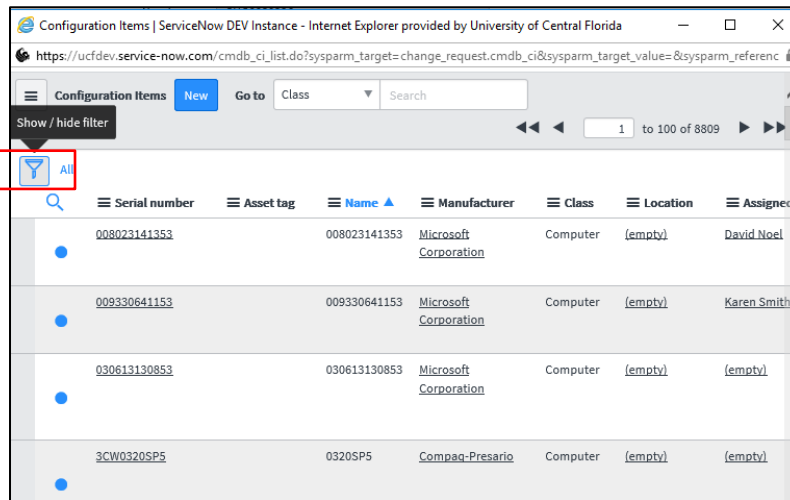 Configuration Items | ServiceNow DEV Instance - Internet Explorer provided by University of Central Florida
https://ucfdev.service-now.com/cmdb_ci_list.do?sysparm_target=change_request.cmdb_ci&sysparm_target_value=&sysparm_referenc
Configuration Items New Go to Class Search
Show / hide filter
1 to 100 of 8809
All
Serial number Asset tag Name Manufacturer Class Location Assigned
008023141353 008023141353 Microsoft Corporation Computer (empty) David Noel
009330641153 009330641153 Microsoft Corporation Computer (empty) Karen Smith
030613130853 030613130853 Microsoft Corporation Computer (empty) (empty)
3CW0320SP5 0320SP5 Compaq-Presario Computer (empty) (empty)